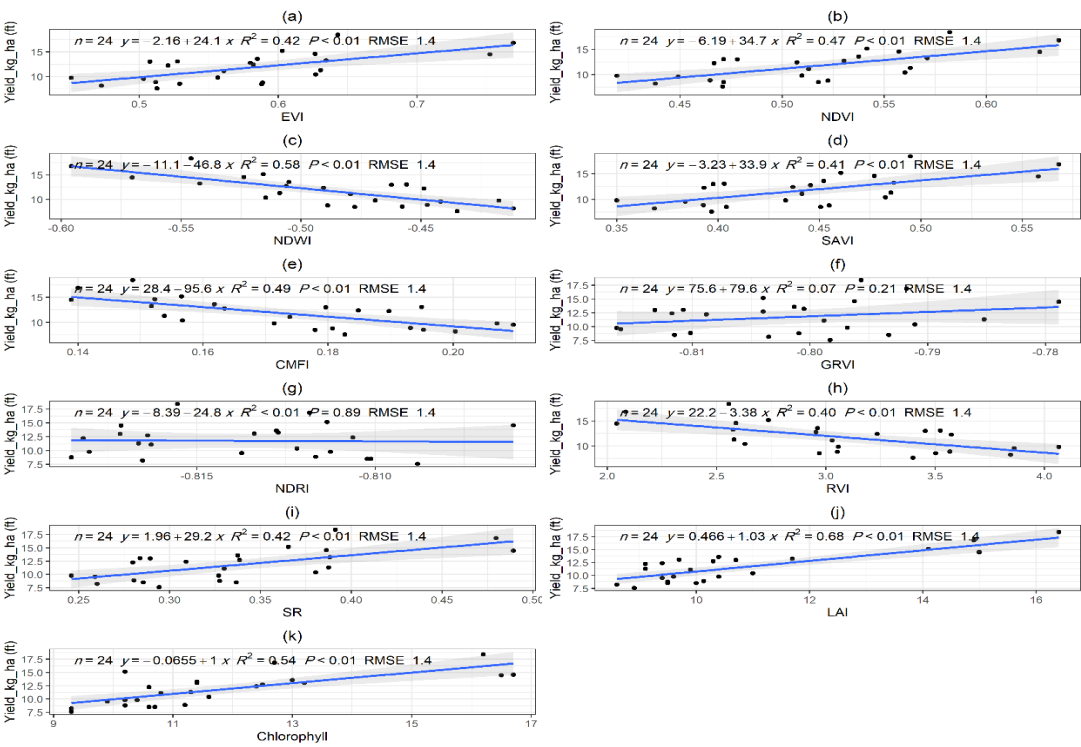 (a)
n = 24 y = −2.16 + 24.1 x R² = 0.42 P < 0.01 RMSE 1.4
Yield_kg_ha (ft)
15
10
0.5 0.6 0.7
EVI
(b)
n = 24 y = −6.19 + 34.7 x R² = 0.47 P < 0.01 RMSE 1.4
Yield_kg_ha (ft)
15
10
0.45 0.50 0.55 0.60
NDVI
(c)
n = 24 y = −11.1 − 46.8 x R² = 0.58 P < 0.01 RMSE 1.4
Yield_kg_ha (ft)
15
10
-0.60 -0.55 -0.50 -0.45
NDWI
(d)
n = 24 y = −3.23 + 33.9 x R² = 0.41 P < 0.01 RMSE 1.4
Yield_kg_ha (ft)
15
10
0.35 0.40 0.45 0.50 0.55
SAVI
(e)
n = 24 y = 28.4 − 95.6 x R² = 0.49 P < 0.01 RMSE 1.4
Yield_kg_ha (ft)
15
10
0.14 0.16 0.18 0.20
CMFI
(f)
n = 24 y = 75.6 + 79.6 x R² = 0.07 P = 0.21 RMSE 1.4
Yield_kg_ha (ft)
17.5
15.0
12.5
10.0
7.5
-0.81 -0.80 -0.79 -0.78
GRVI
(g)
n = 24 y = −8.39 − 24.8 x R² < 0.01 P = 0.89 RMSE 1.4
Yield_kg_ha (ft)
17.5
15.0
12.5
10.0
7.5
-0.815 -0.810
NDRI
(h)
n = 24 y = 22.2 − 3.38 x R² = 0.40 P < 0.01 RMSE 1.4
Yield_kg_ha (ft)
15
10
2.0 2.5 3.0 3.5 4.0
RVI
(i)
n = 24 y = 1.96 + 29.2 x R² = 0.42 P < 0.01 RMSE 1.4
Yield_kg_ha (ft)
17.5
15.0
12.5
10.0
7.5
0.25 0.30 0.35 0.40 0.45 0.50
SR
(j)
n = 24 y = 0.466 + 1.03 x R² = 0.68 P < 0.01 RMSE 1.4
Yield_kg_ha (ft)
17.5
15.0
12.5
10.0
7.5
10 12 14 16
LAI
(k)
n = 24 y = −0.0655 + 1 x R² = 0.54 P < 0.01 RMSE 1.4
Yield_kg_ha (ft)
17.5
15.0
12.5
10.0
7.5
9 11 13 15 17
Chlorophyll